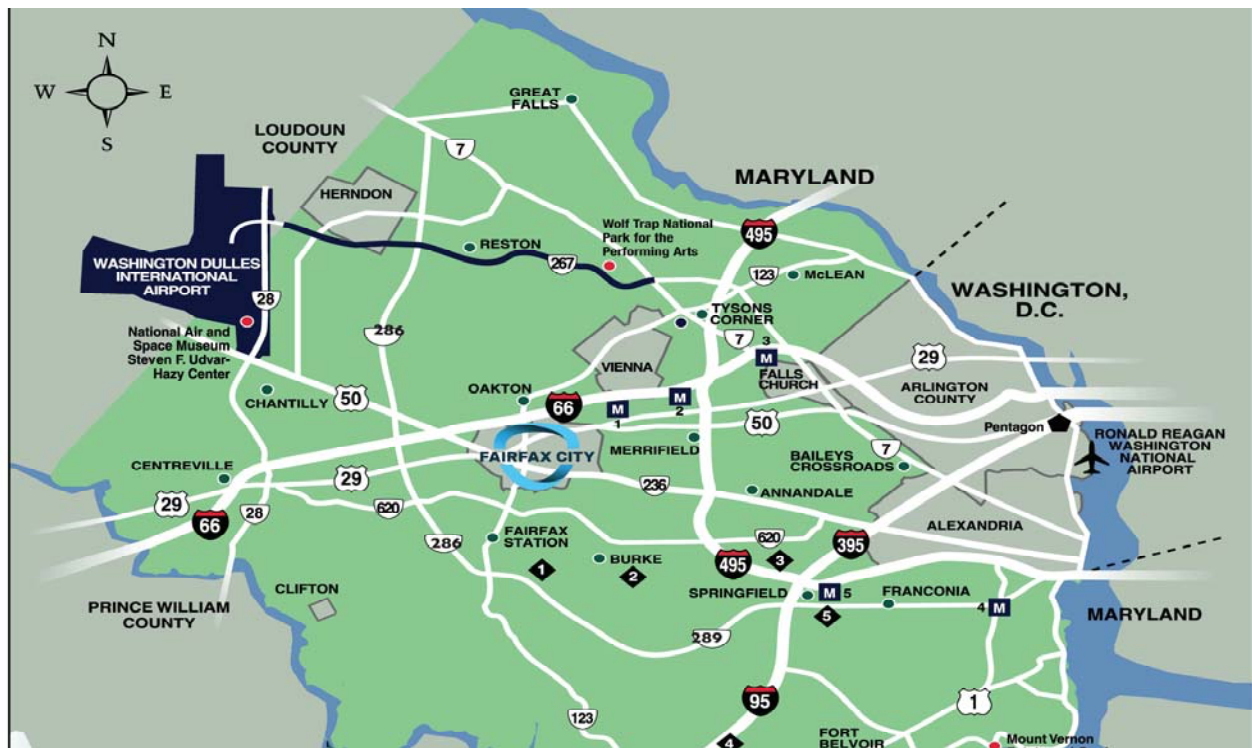 N
W
E
S
GREAT
FALLS
LOUDOUN
COUNTY
7
HERNDON
MARYLAND
495
Wolf Trap National
Park for the
Performing Arts
RESTON
267
123
McLEAN
WASHINGTON DULLES
INTERNATIONAL
AIRPORT
28
WASHINGTON,
D.C.
TYSONS
CORNER
National Air and
Space Museum
Steven F. Udvar-
Hazy Center
286
7
3
M
29
VIENNA
FALLS
CHURCH
ARLINGTON
COUNTY
OAKTON
CHANTILLY
50
66
M
1
M
2
50
Pentagon
RONALD REAGAN
WASHINGTON
NATIONAL
AIRPORT
MERRIFIELD
7
BAILEYS
CROSSROADS
FAIRFAX CITY
CENTREVILLE
29
236
ANNANDALE
29
66
28
620
ALEXANDRIA
286
FAIRFAX
STATION
1
BURKE
2
620
3
395
495
SPRINGFIELD
M 5
FRANCONIA
4 M
5
CLIFTON
PRINCE WILLIAM
COUNTY
MARYLAND
289
95
1
123
4
FORT
BELVOIR
Mount Vernon